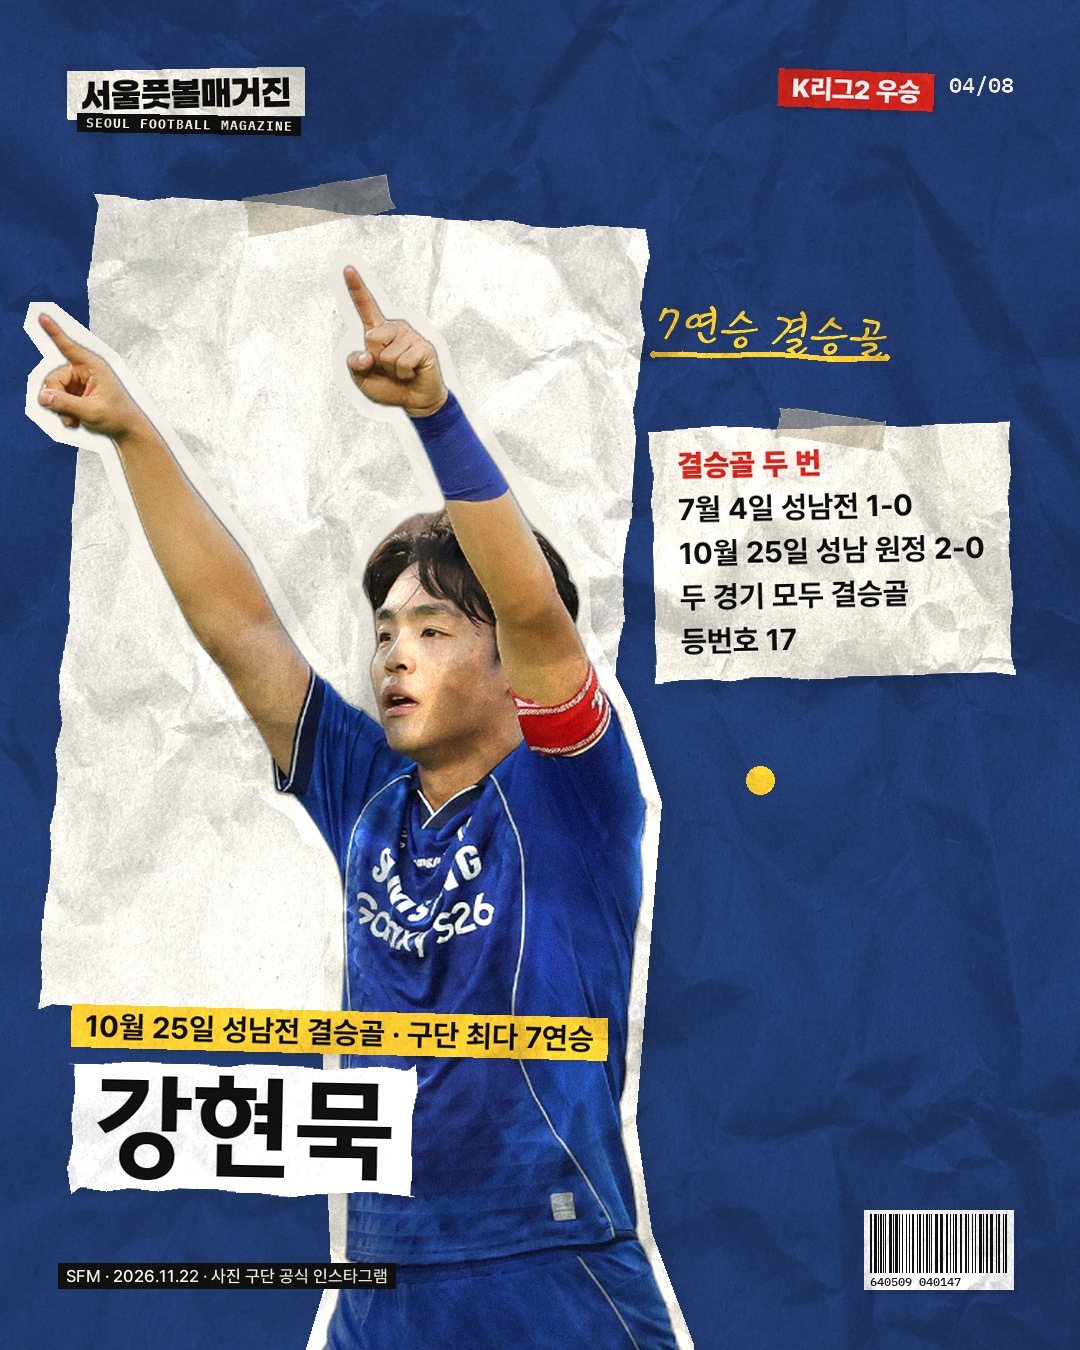 서울풋볼매거진
SEOUL FOOTBALL MAGAZINE
K리그2 우승
04/08
7연승 결승골
결승골 두 번
7월 4일 성남전 1-0
10월 25일 성남 원정 2-0
두 경기 모두 결승골
등번호 17
SAMSUNG
Galaxy S26
10월 25일 성남전 결승골 · 구단 최다 7연승
강현묵
SFM · 2026.11.22 · 사진 구단 공식 인스타그램
640509 040147